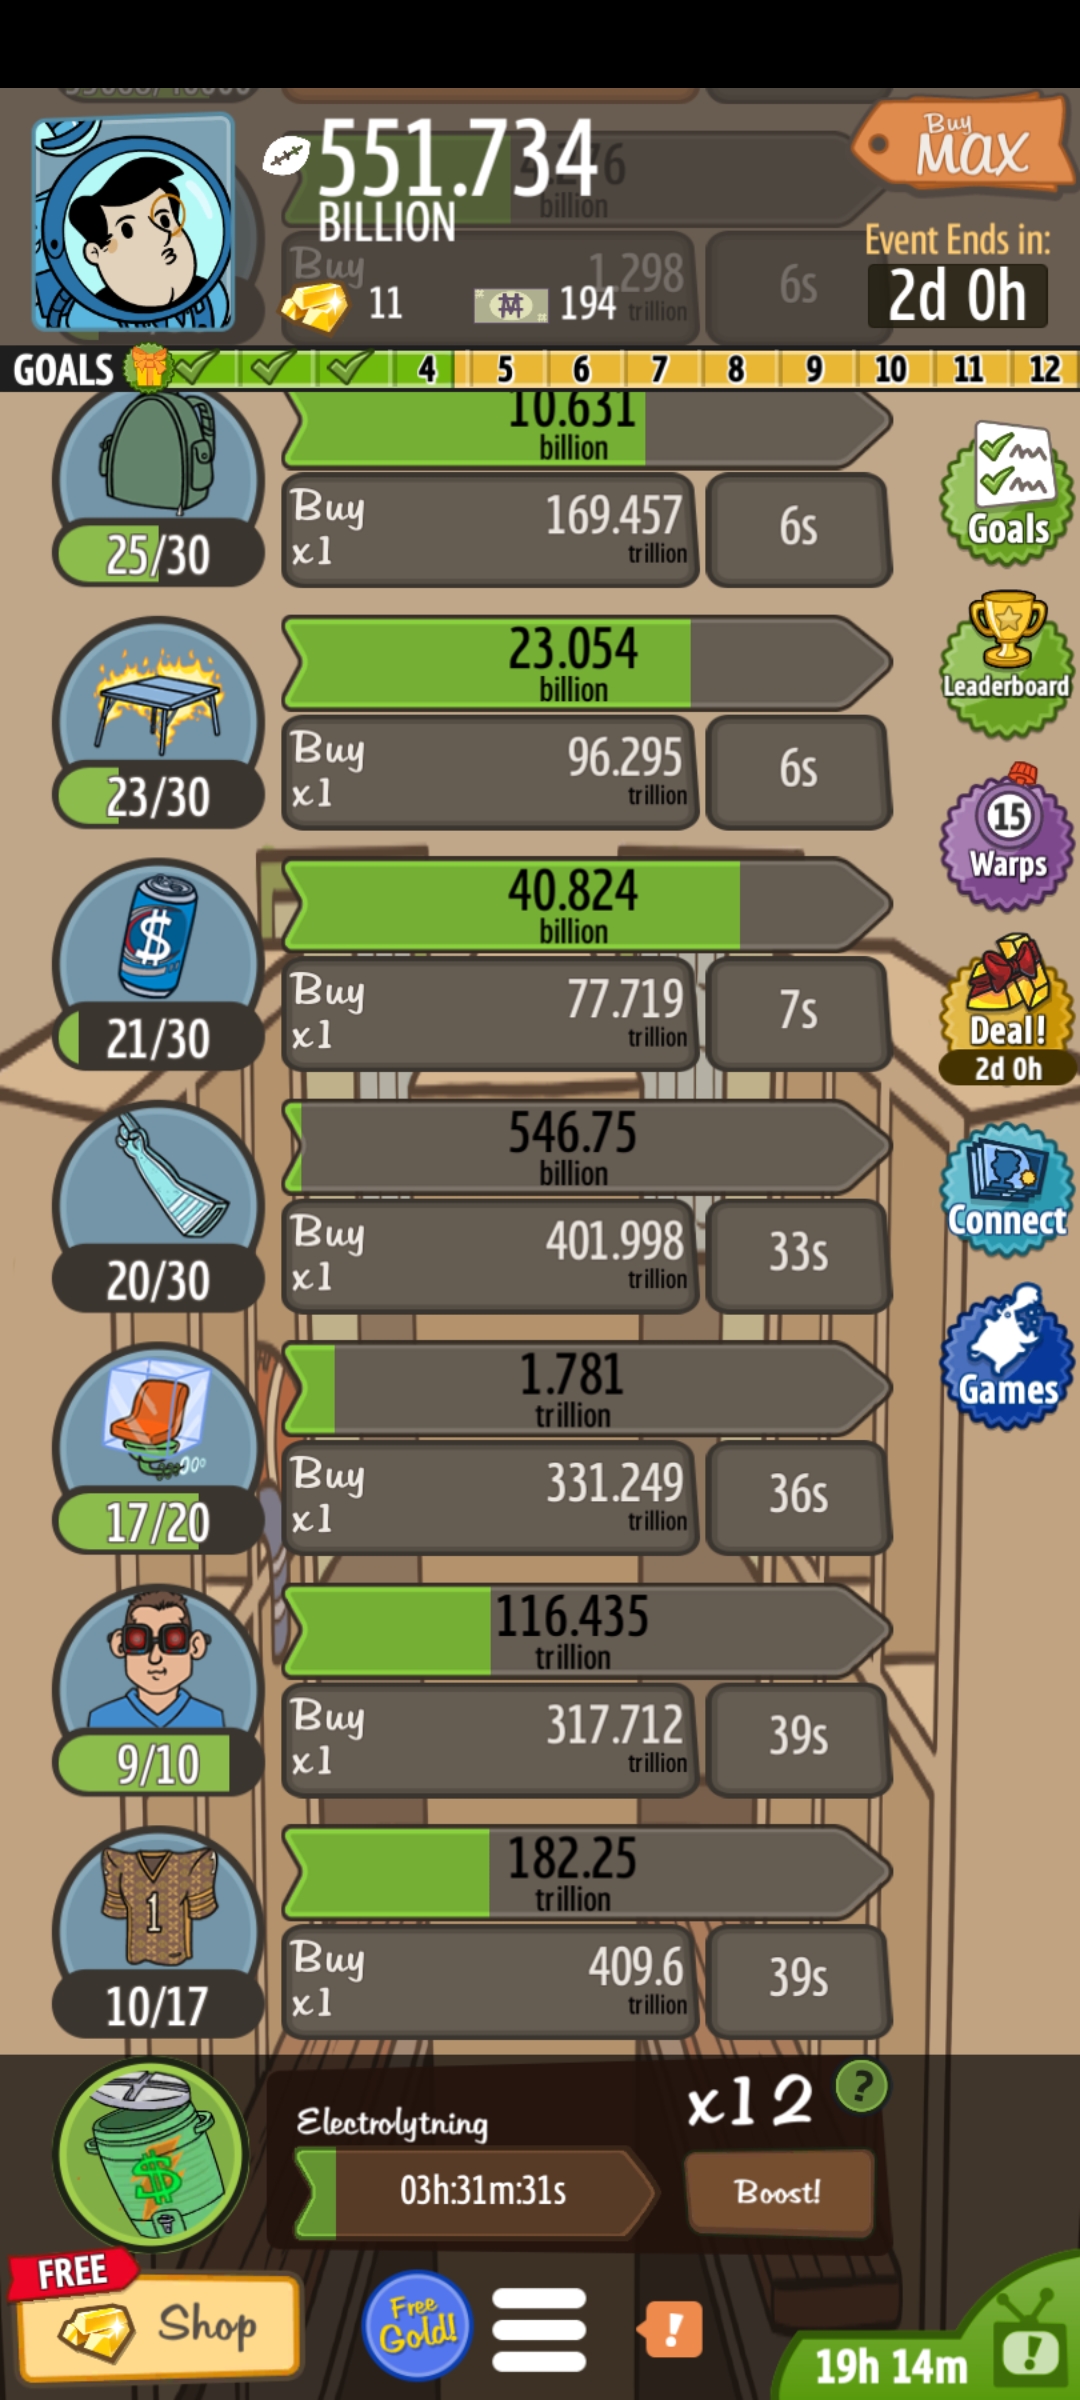 551.734
BILLION
Buy
MAX
billion
Event Ends in:
2d 0h
Buy
1.298
trillion
6s
11
194
GOALS
4
5
6
7
8
9
10
11
12
10.631
billion
Buy
x1
169.457
trillion
6s
25/30
Goals
23.054
billion
Buy
x1
96.295
trillion
6s
23/30
Leaderboard
15
Warps
40.824
billion
Buy
x1
77.719
trillion
7s
21/30
Deal!
2d 0h
546.75
billion
Buy
x1
401.998
trillion
33s
20/30
Connect
1.781
trillion
Buy
x1
331.249
trillion
36s
17/20
Games
116.435
trillion
Buy
x1
317.712
trillion
39s
9/10
1
182.25
trillion
Buy
x1
409.6
trillion
39s
10/17
Electrolytning
x12
?
03h:31m:31s
Boost!
FREE
Shop
Free
Gold!
!
19h 14m
!